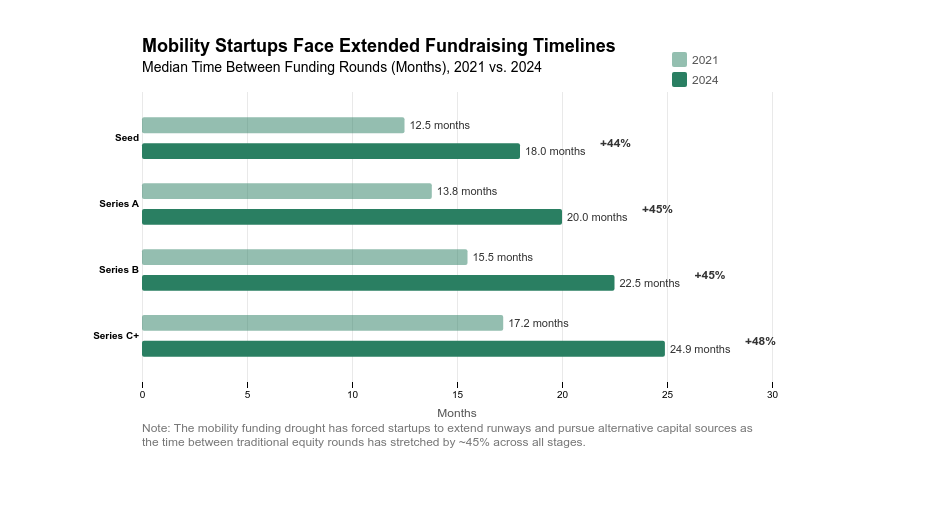 Mobility Startups Face Extended Fundraising Timelines
Median Time Between Funding Rounds (Months), 2021 vs. 2024
2021
2024
Seed
12.5 months
18.0 months
+44%
Series A
13.8 months
20.0 months
+45%
Series B
15.5 months
22.5 months
+45%
Series C+
17.2 months
24.9 months
+48%
0 5 10 15 20 25 30
Months
Note: The mobility funding drought has forced startups to extend runways and pursue alternative capital sources as
the time between traditional equity rounds has stretched by ~45% across all stages.